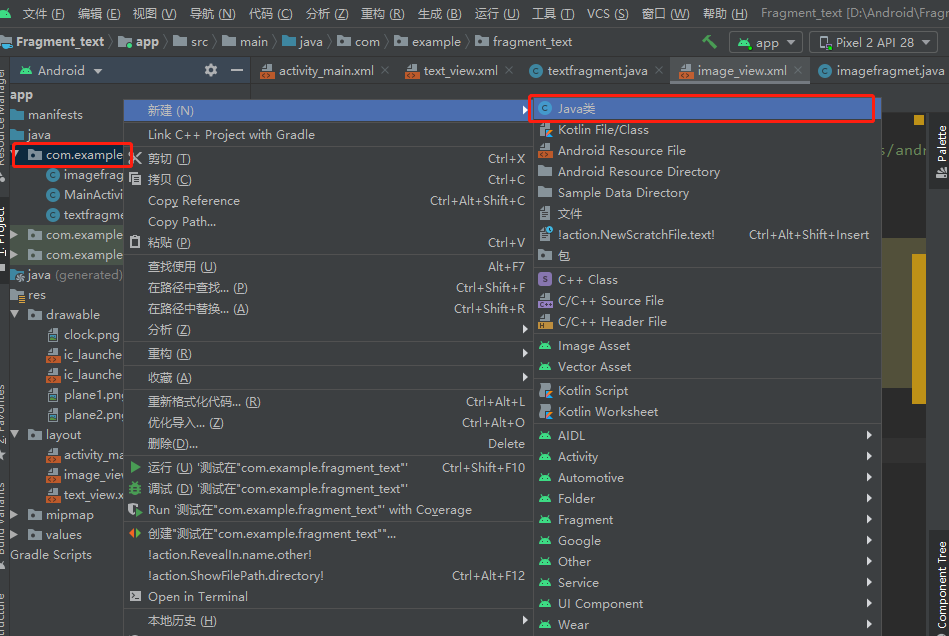 文件 (F) 编辑 (E) 视图 (V) 导航 (N) 代码 (C) 分析 (Z) 重构 (R) 生成 (B) 运行 (U) 工具 (T) VCS (S) 窗口 (W) 帮助 (H) Fragment_text [D:\Android\Fragr
Fragment_text app src main java com example fragment_text app Pixel 2 API 28
Android activity_main.xml text_view.xml textfragment.java image_view.xml imagefragmet.java
app
manifests
java
com.example
imagefrag
MainActivi
textfragme
com.example
com.example
java (generated)
res
drawable
clock.png
ic_launche
ic_launche
plane1.png
plane2.png
layout
activity_ma
image_view
text_view.x
mipmap
values
Gradle Scripts
新建 (N)
Link C++ Project with Gradle
剪切 (T) Ctrl+X
拷贝 (C) Ctrl+C
Copy Reference Ctrl+Alt+Shift+C
Copy Path...
粘贴 (P) Ctrl+V
查找使用 (U) Alt+F7
在路径中查找... (P) Ctrl+Shift+F
在路径中替换... (A) Ctrl+Shift+R
分析 (Z)
重构 (R)
收藏 (A)
重新格式化代码... (R) Ctrl+Alt+L
优化导入... (Z) Ctrl+Alt+O
删除(D)... Delete
运行 (U) '测试在"com.example.fragment_text"' Ctrl+Shift+F10
调试 (D) '测试在"com.example.fragment_text"'
Run '测试在"com.example.fragment_text"' with Coverage
创建"测试在"com.example.fragment_text""...
!action.RevealIn.name.other!
!action.ShowFilePath.directory! Ctrl+Alt+F12
Open in Terminal
本地历史 (H)
Java类
Kotlin File/Class
Android Resource File
Android Resource Directory
Sample Data Directory
文件
!action.NewScratchFile.text! Ctrl+Alt+Shift+Insert
包
C++ Class
C/C++ Source File
C/C++ Header File
Image Asset
Vector Asset
Kotlin Script
Kotlin Worksheet
AIDL
Activity
Automotive
Folder
Fragment
Google
Other
Service
UI Component
Wear
s/andr
Palette
Component Tree
1: Project